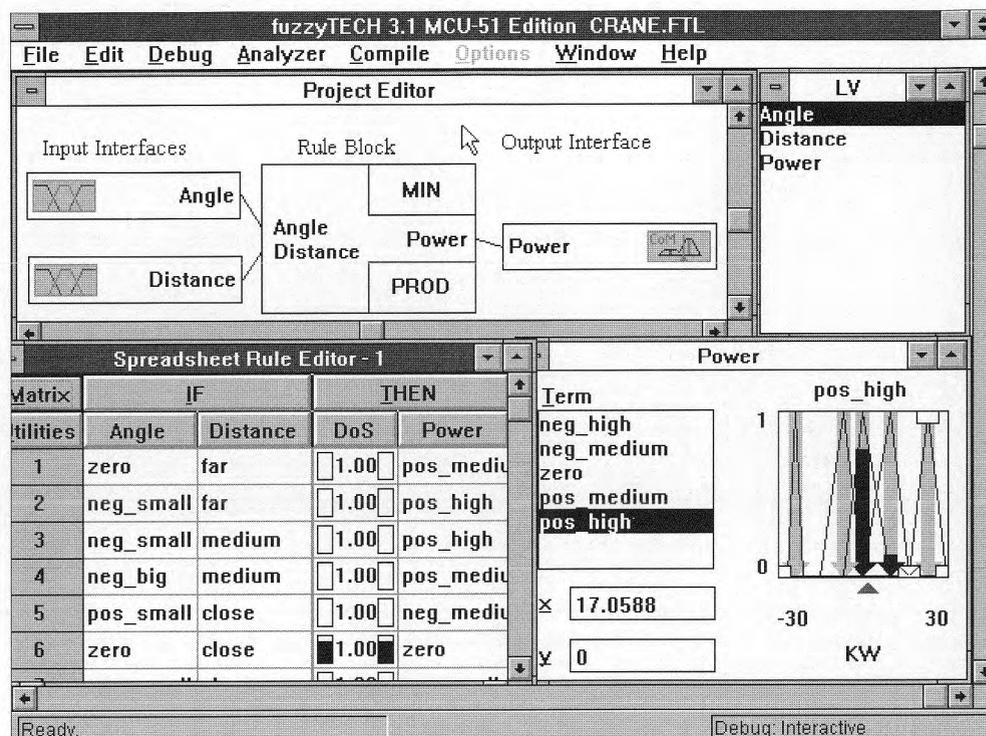 fuzzyTECH 3.1 MCU-51 Edition CRANE.FTL
File Edit Debug Analyzer Compile Options Window Help
Project Editor
Input Interfaces Rule Block Output Interface
Angle
Distance
Angle
Distance
MIN
Power
PROD
Power
CoM
LV
Angle
Distance
Power
Spreadsheet Rule Editor - 1
Matrix IF THEN
tilities Angle Distance DoS Power
1 zero far 1.00 pos_mediu
2 neg_small far 1.00 pos_high
3 neg_small medium 1.00 pos_high
4 neg_big medium 1.00 pos_mediu
5 pos_small close 1.00 neg_mediu
6 zero close 1.00 zero
Power
Term
neg_high
neg_medium
zero
pos_medium
pos_high
x 17.0588
y 0
pos_high
1
0
-30 30
KW
Ready. Debug: Interactive